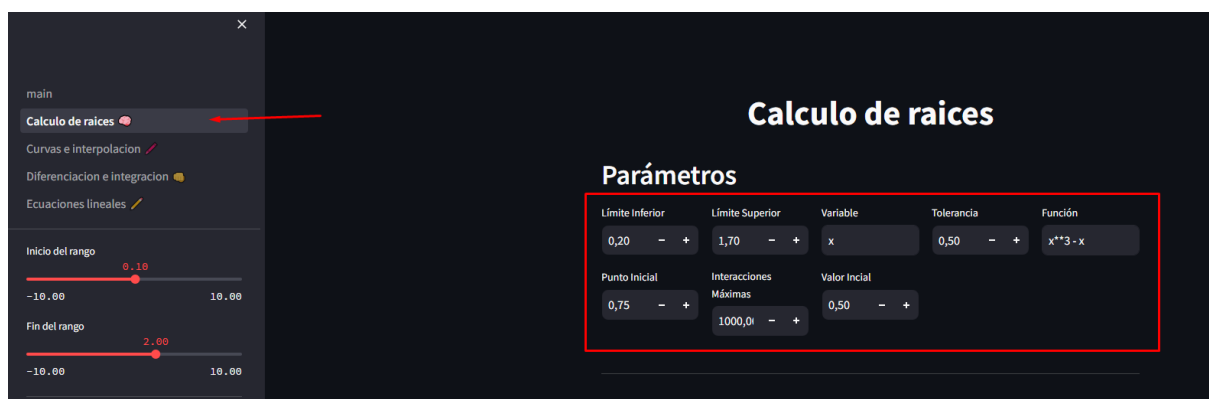 ×
main
Calculo de raices 🧠
Curvas e interpolacion
Diferenciacion e integracion
Ecuaciones lineales
Inicio del rango
0.10
-10.00 10.00
Fin del rango
2.00
-10.00 10.00
Calculo de raices
Parámetros
Límite Inferior Límite Superior Variable Tolerancia Función
0,20 - + 1,70 - + x 0,50 - + x**3 - x
Punto Inicial Interacciones Máximas Valor Incial
0,75 - + 1000,0 - + 0,50 - +